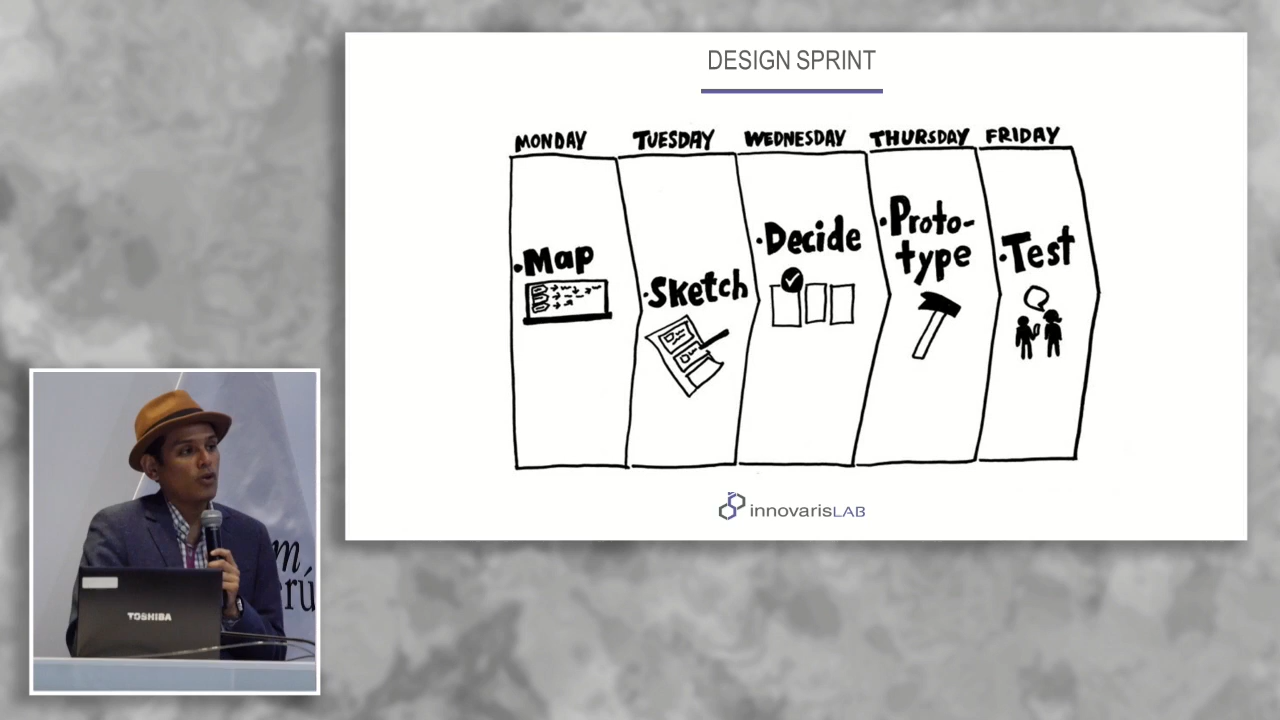 DESIGN SPRINT
MONDAY TUESDAY WEDNESDAY THURSDAY FRIDAY
·Map
·Sketch
·Decide
·Proto-
type
·Test
innovarisLAB
TOSHIBA